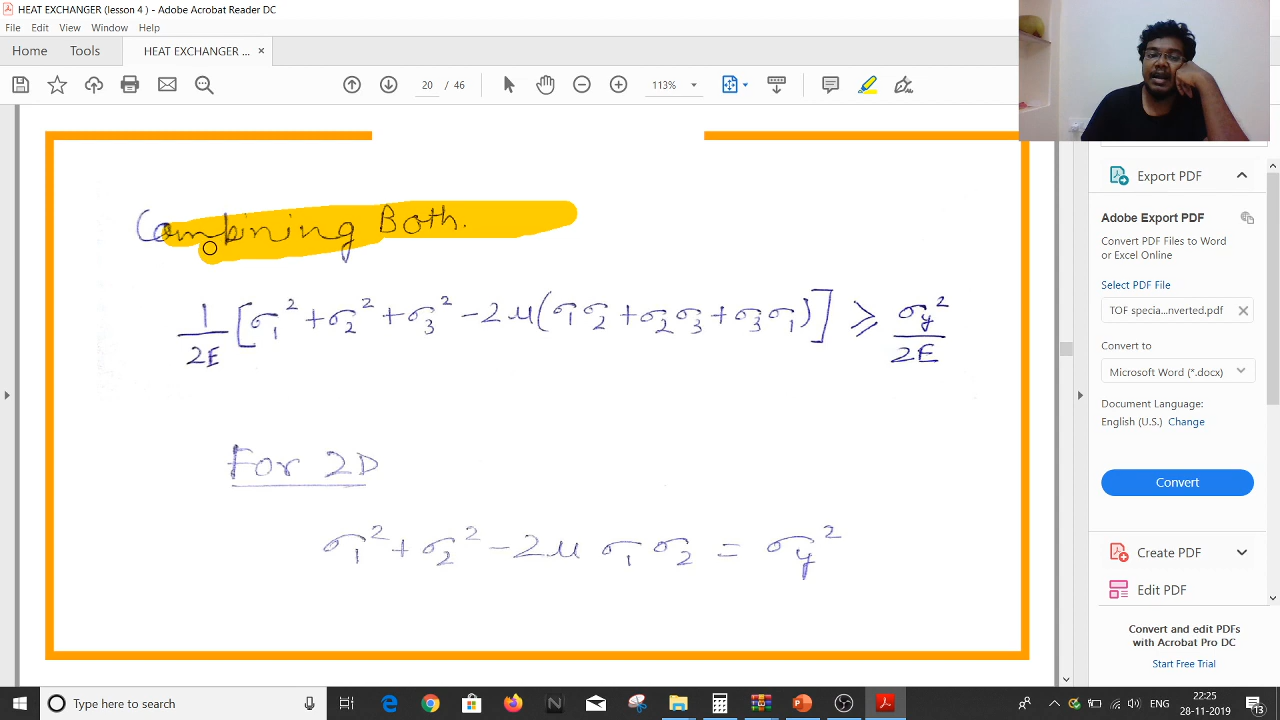 HEAT EXCHANGER (lesson 4 ) - Adobe Acrobat Reader DC
File Edit View Window Help
Home Tools HEAT EXCHANGER ... ×
20 / 46 113%
Combining Both.
1/2E [σ₁² + σ₂² + σ₃² - 2μ(σ₁σ₂ + σ₂σ₃ + σ₃σ₁)] ≥ σy²/2E
For 2D
σ₁² + σ₂² - 2μ σ₁ σ₂ = σy²
Export PDF
Adobe Export PDF
Convert PDF Files to Word
or Excel Online
Select PDF File
TOF specia...nverted.pdf
Convert to
Microsoft Word (*.docx)
Document Language:
English (U.S.) Change
Convert
Create PDF
Edit PDF
Convert and edit PDFs
with Acrobat Pro DC
Start Free Trial
Type here to search
ENG
22:25
28-11-2019
13